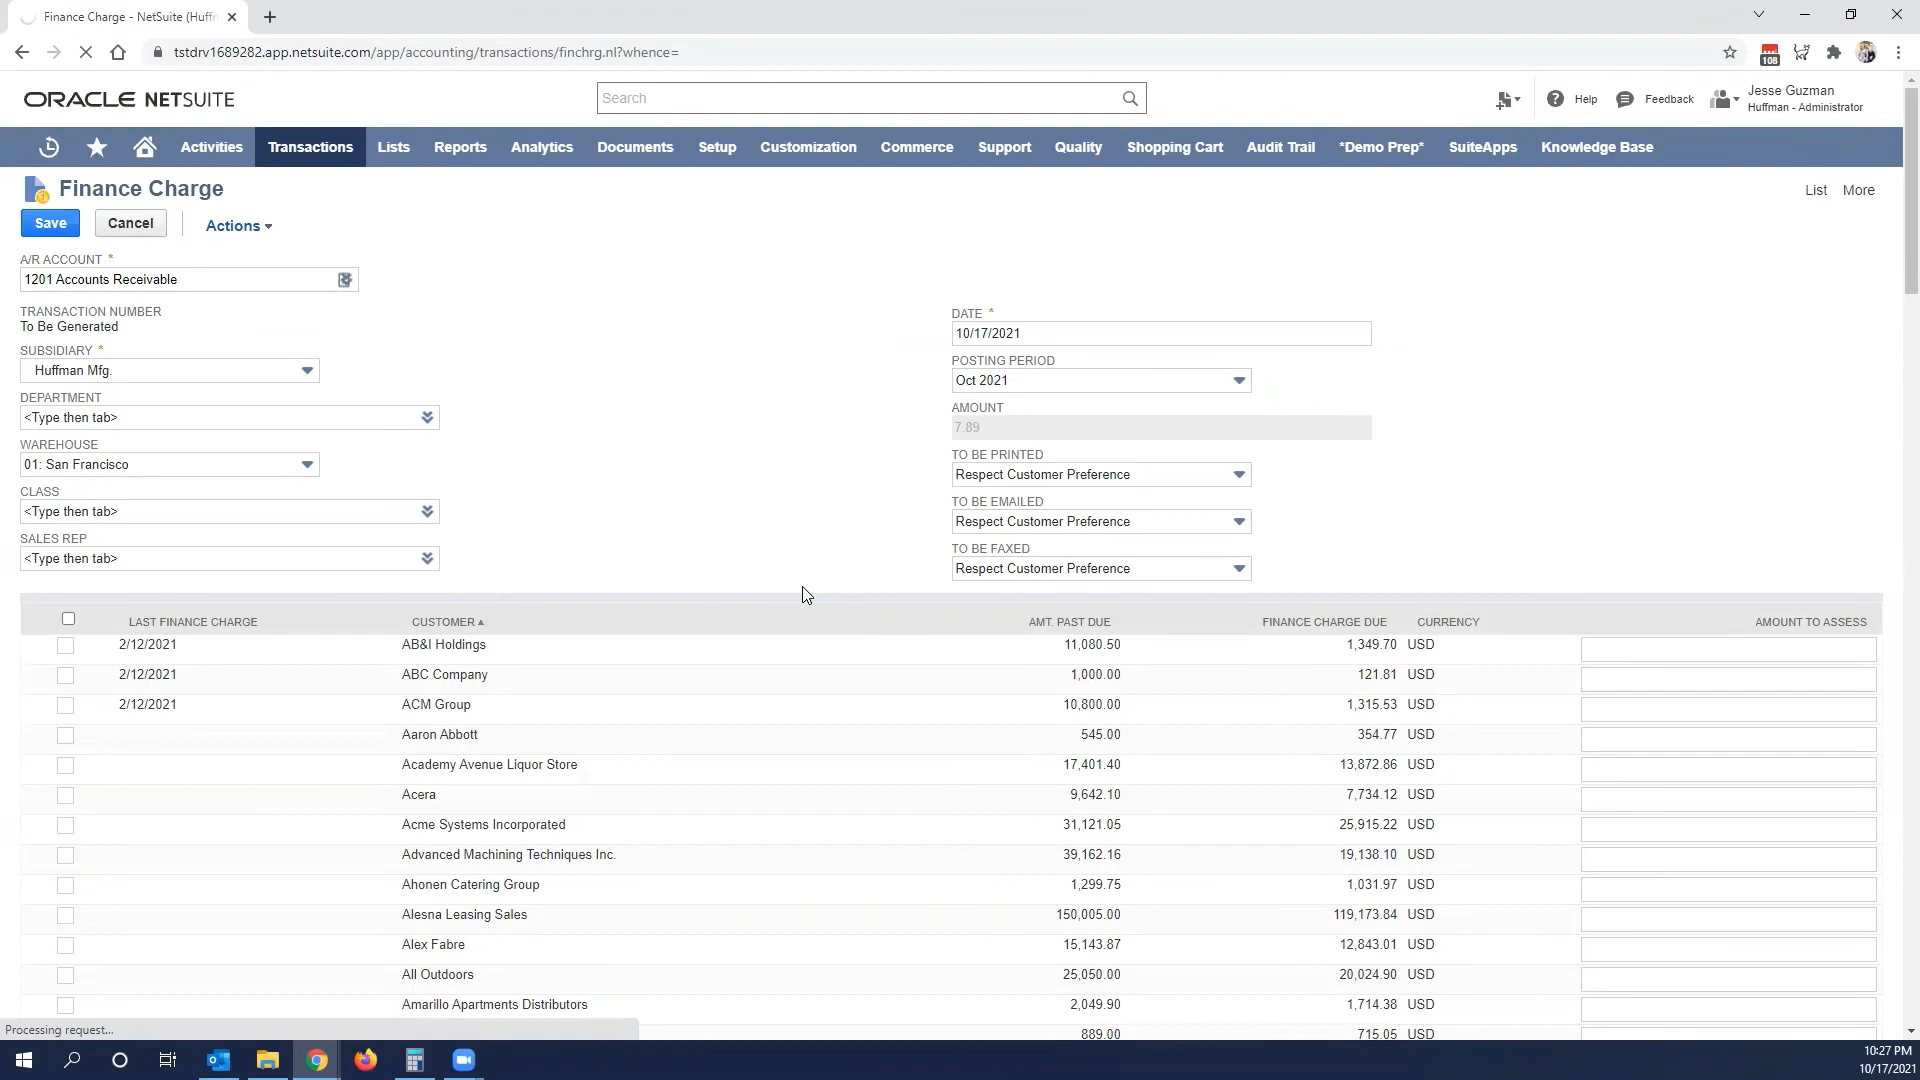 Finance Charge - NetSuite (Huffm
tstdrv1689282.app.netsuite.com/app/accounting/transactions/finchrg.nl?whence=
108
ORACLE NETSUITE
Search
Help
Feedback
Jesse Guzman
Huffman - Administrator
Activities
Transactions
Lists
Reports
Analytics
Documents
Setup
Customization
Commerce
Support
Quality
Shopping Cart
Audit Trail
*Demo Prep*
SuiteApps
Knowledge Base
Finance Charge
List
More
Save
Cancel
Actions
A/R ACCOUNT *
1201 Accounts Receivable
TRANSACTION NUMBER
To Be Generated
SUBSIDIARY *
Huffman Mfg.
DEPARTMENT
<Type then tab>
WAREHOUSE
01: San Francisco
CLASS
<Type then tab>
SALES REP
<Type then tab>
DATE *
10/17/2021
POSTING PERIOD
Oct 2021
AMOUNT
7.89
TO BE PRINTED
Respect Customer Preference
TO BE EMAILED
Respect Customer Preference
TO BE FAXED
Respect Customer Preference
LAST FINANCE CHARGE CUSTOMER AMT. PAST DUE FINANCE CHARGE DUE CURRENCY AMOUNT TO ASSESS
2/12/2021 AB&I Holdings 11,080.50 1,349.70 USD
2/12/2021 ABC Company 1,000.00 121.81 USD
2/12/2021 ACM Group 10,800.00 1,315.53 USD
Aaron Abbott 545.00 354.77 USD
Academy Avenue Liquor Store 17,401.40 13,872.86 USD
Acera 9,642.10 7,734.12 USD
Acme Systems Incorporated 31,121.05 25,915.22 USD
Advanced Machining Techniques Inc. 39,162.16 19,138.10 USD
Ahonen Catering Group 1,299.75 1,031.97 USD
Alesna Leasing Sales 150,005.00 119,173.84 USD
Alex Fabre 15,143.87 12,843.01 USD
All Outdoors 25,050.00 20,024.90 USD
Amarillo Apartments Distributors 2,049.90 1,714.38 USD
889.00 715.05 USD
Processing request...
10:27 PM
10/17/2021